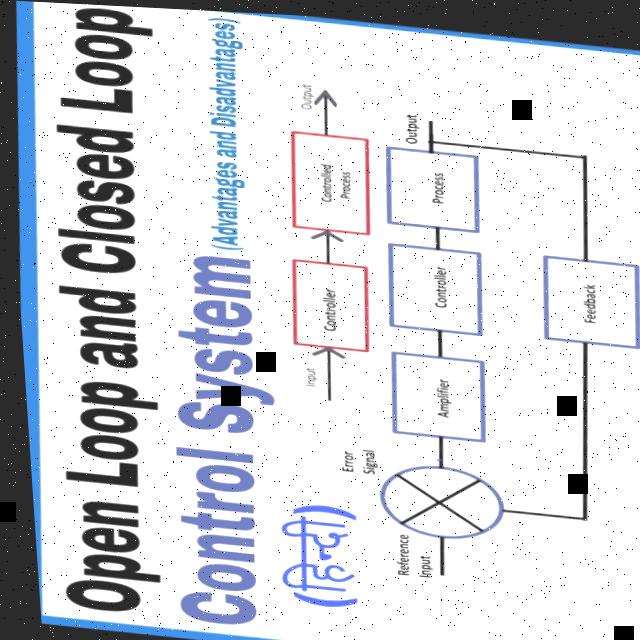 Open Loop and Closed Loop
Control System (Advantages and Disadvantages)
(हिन्दी)
Input
Controller
Controlled
Process
Output
Reference
Input
Error
Signal
Amplifier
Controller
Process
Output
Feedback